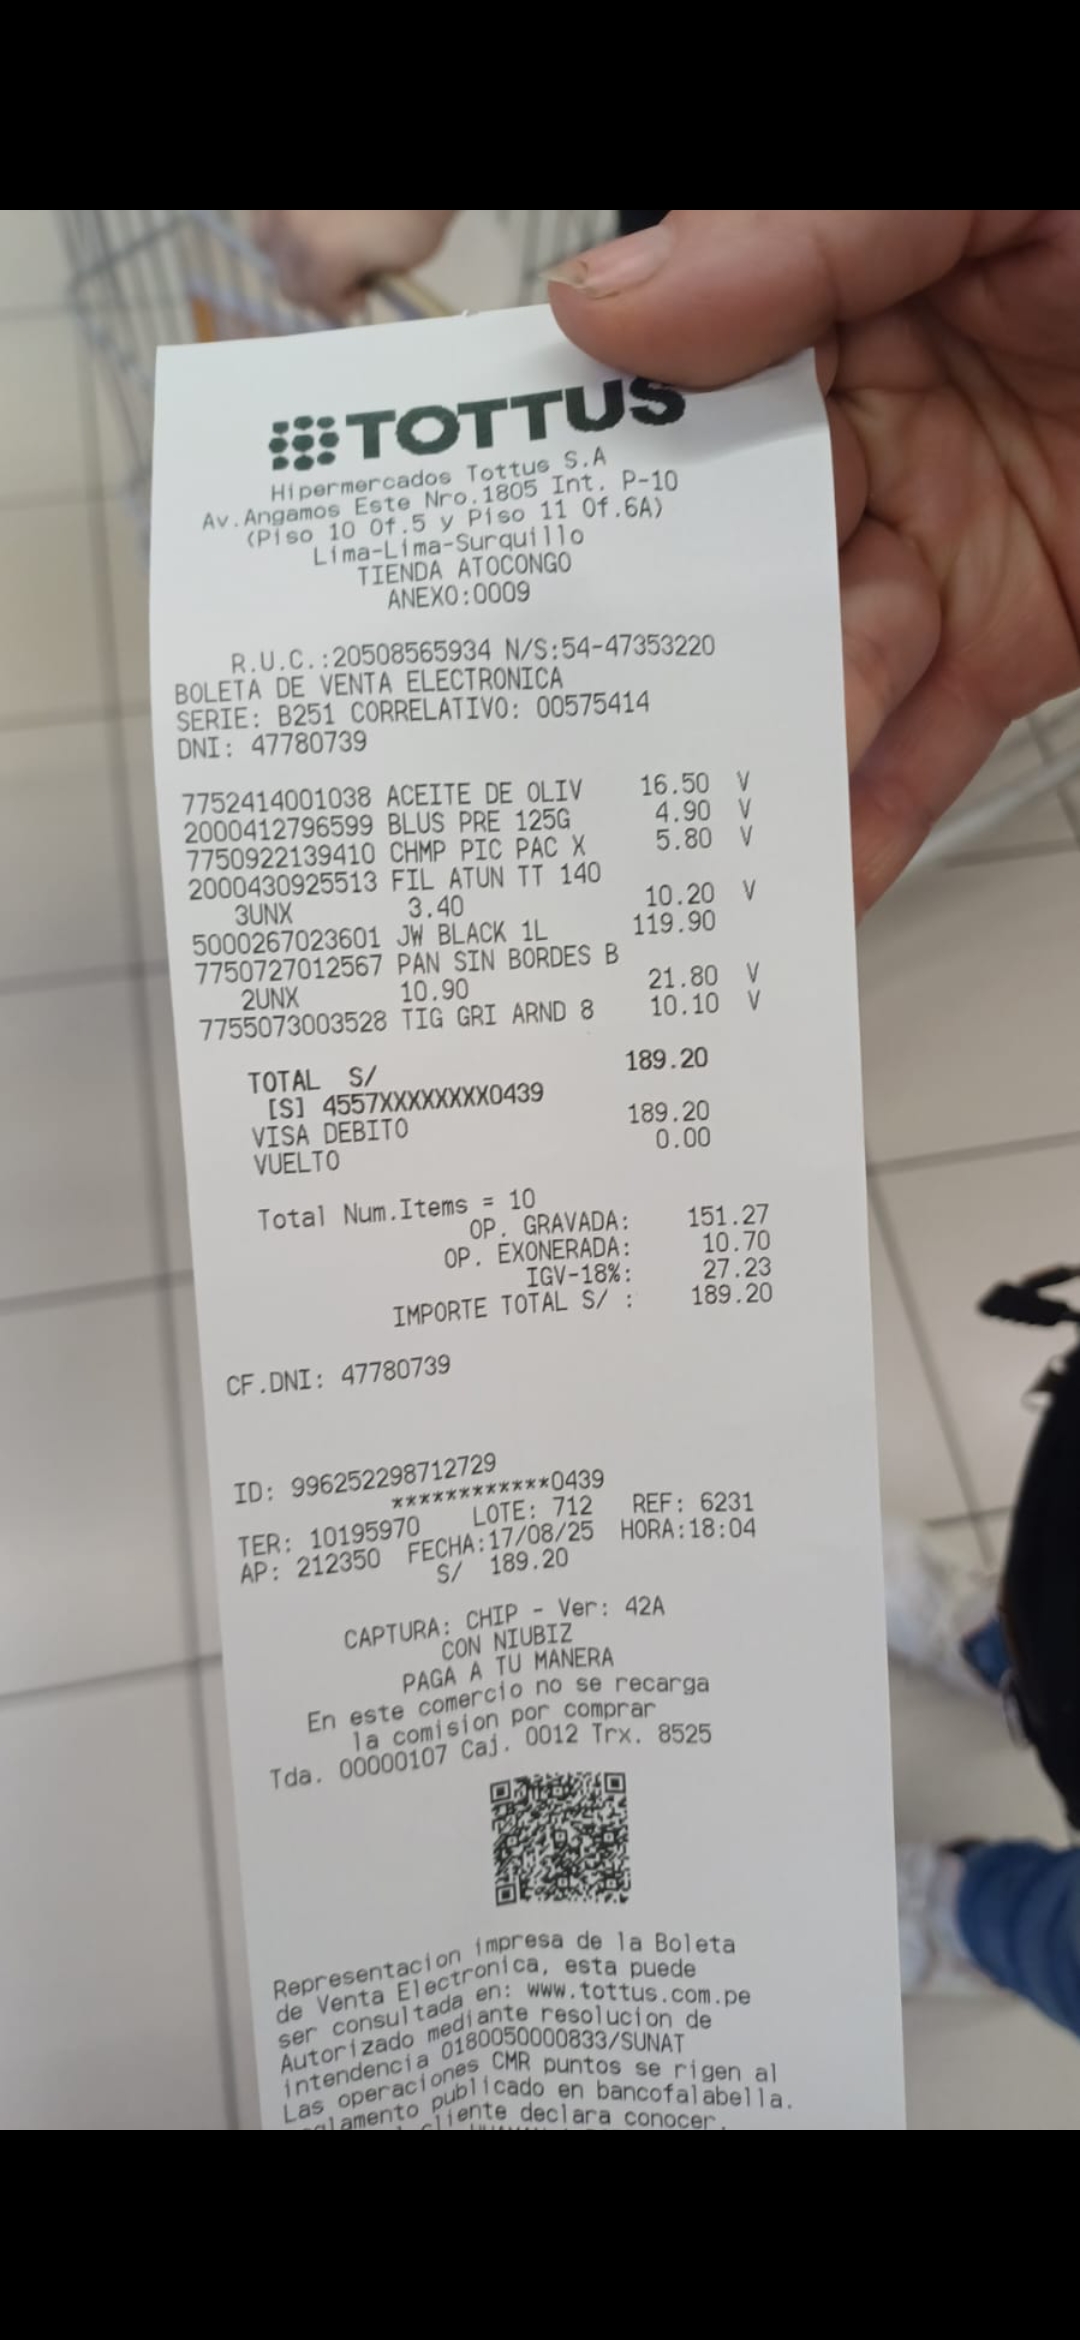 TOTTUS
Hipermercados Tottus S.A
Av.Angamos Este Nro.1805 Int. P-10
(Piso 10 Of.5 y Piso 11 Of.6A)
Lima-Lima-Surquillo
TIENDA ATOCONGO
ANEXO:0009
R.U.C.:20508565934 N/S:54-47353220
BOLETA DE VENTA ELECTRONICA
SERIE: B251 CORRELATIVO: 00575414
DNI: 47780739
7752414001038 ACEITE DE OLIV 16.50 V
2000412796599 BLUS PRE 125G 4.90 V
7750922139410 CHMP PIC PAC X 5.80 V
2000430925513 FIL ATUN TT 140
3UNX 3.40 10.20 V
5000267023601 JW BLACK 1L 119.90
7750727012567 PAN SIN BORDES B
2UNX 10.90 21.80 V
7755073003528 TIG GRI ARND 8 10.10 V
TOTAL S/ 189.20
[S] 4557XXXXXXXX0439
VISA DEBITO 189.20
VUELTO 0.00
Total Num.Items = 10
OP. GRAVADA: 151.27
OP. EXONERADA: 10.70
IGV-18%: 27.23
IMPORTE TOTAL S/ : 189.20
CF.DNI: 47780739
ID: 996252298712729
************0439
TER: 10195970 LOTE: 712 REF: 6231
AP: 212350 FECHA:17/08/25 HORA:18:04
S/ 189.20
CAPTURA: CHIP - Ver: 42A
CON NIUBIZ
PAGA A TU MANERA
En este comercio no se recarga
la comision por comprar
Tda. 00000107 Caj. 0012 Trx. 8525
Representacion impresa de la Boleta
de Venta Electronica, esta puede
ser consultada en: www.tottus.com.pe
Autorizado mediante resolucion de
intendencia 0180050000833/SUNAT
Las operaciones CMR puntos se rigen al
publicado en bancofalabella.
cliente declara conocer.